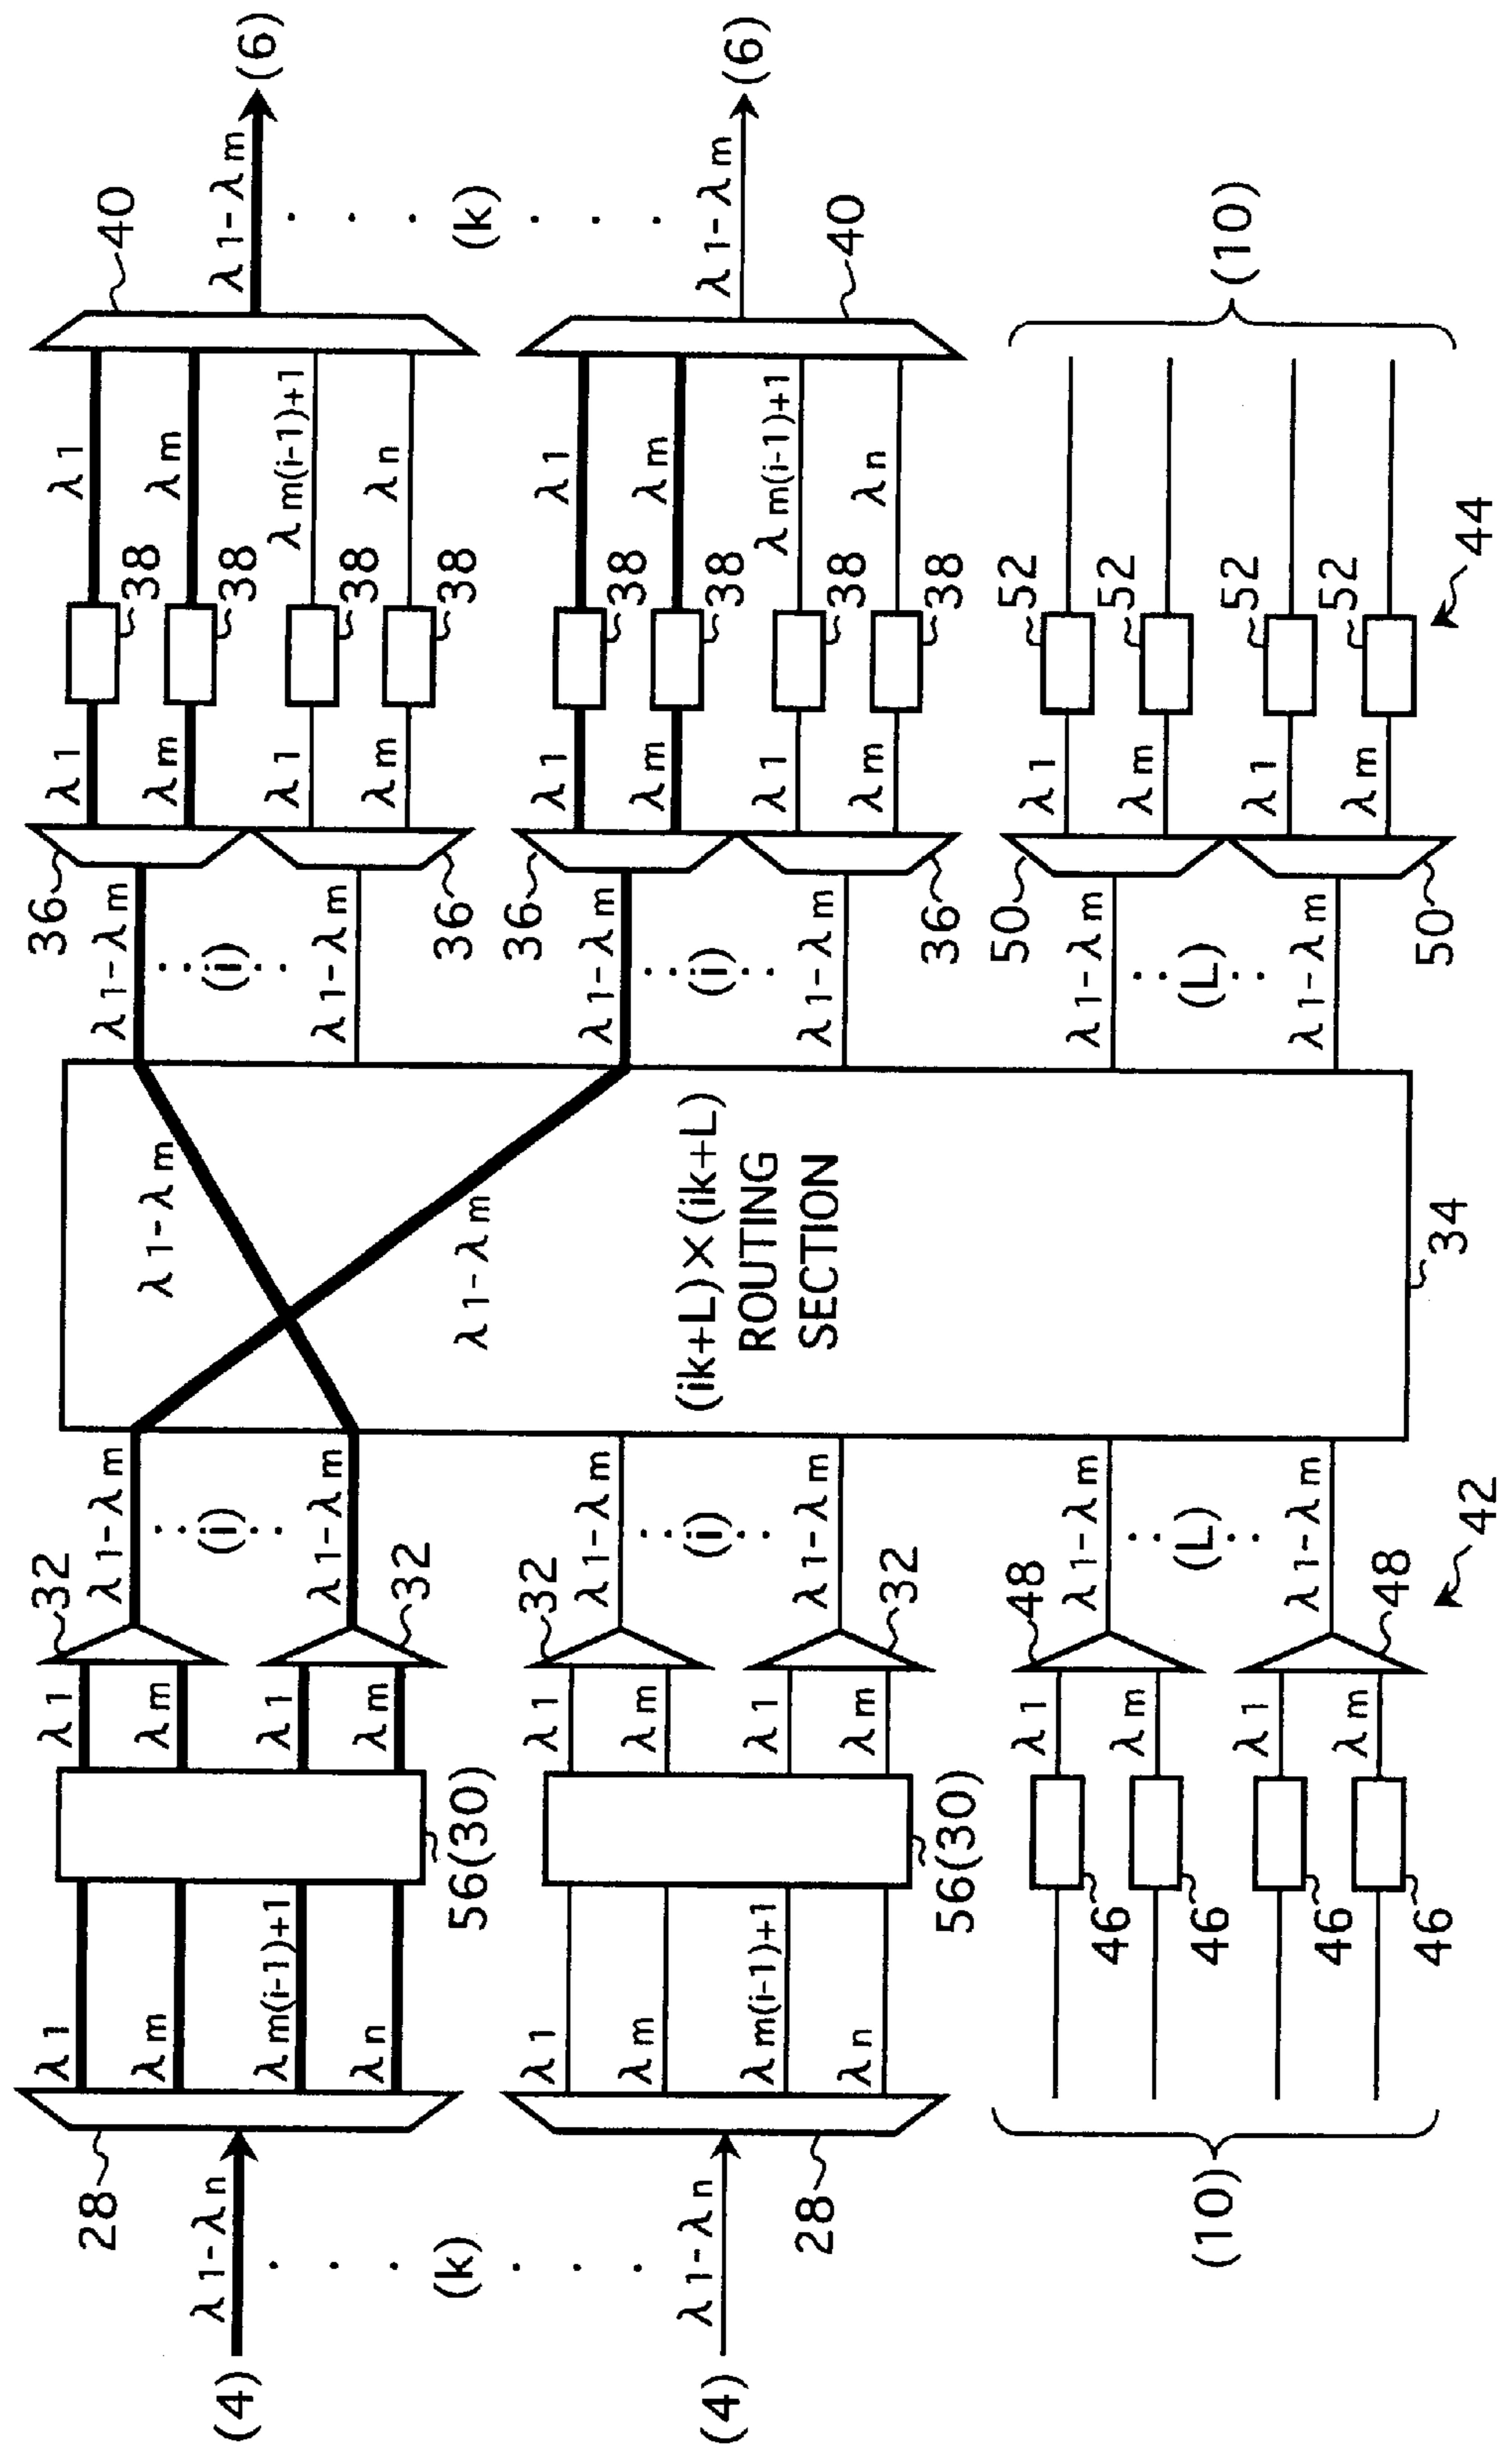 (4)
λ1-λn
28
λ1
λm
λm(i-1)+1
λn
56(30)
λ1
λm
λ1
λm
32
32
λ1-λm
(i)
λ1-λm
(k)
(4)
λ1-λn
28
λ1
λm
λm(i-1)+1
λn
56(30)
λ1
λm
λ1
λm
32
32
λ1-λm
(i)
λ1-λm
(10)
46
46
46
46
λ1
λm
λ1
λm
48
48
λ1-λm
(L)
λ1-λm
42
λ1-λm
λ1-λm
(ik+L)×(ik+L)
ROUTING
SECTION
34
λ1-λm
(i)
λ1-λm
36
36
λ1
λm
λ1
λm
38
38
38
38
λ1
λm
λm(i-1)+1
λn
40
λ1-λm
(6)
(k)
λ1-λm
(i)
λ1-λm
36
36
λ1
λm
λ1
λm
38
38
38
38
λ1
λm
λm(i-1)+1
λn
40
λ1-λm
(6)
λ1-λm
(L)
λ1-λm
50
50
λ1
λm
λ1
λm
52
52
52
52
44
(10)